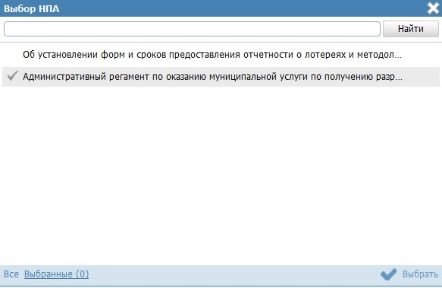 Выбор НПА
Найти
Об установлении форм и сроков предоставления отчетности о лотереях и методол...
Административный регамент по оказанию муниципальной услуги по получению разр...
Все Выбранные (0) Выбрать